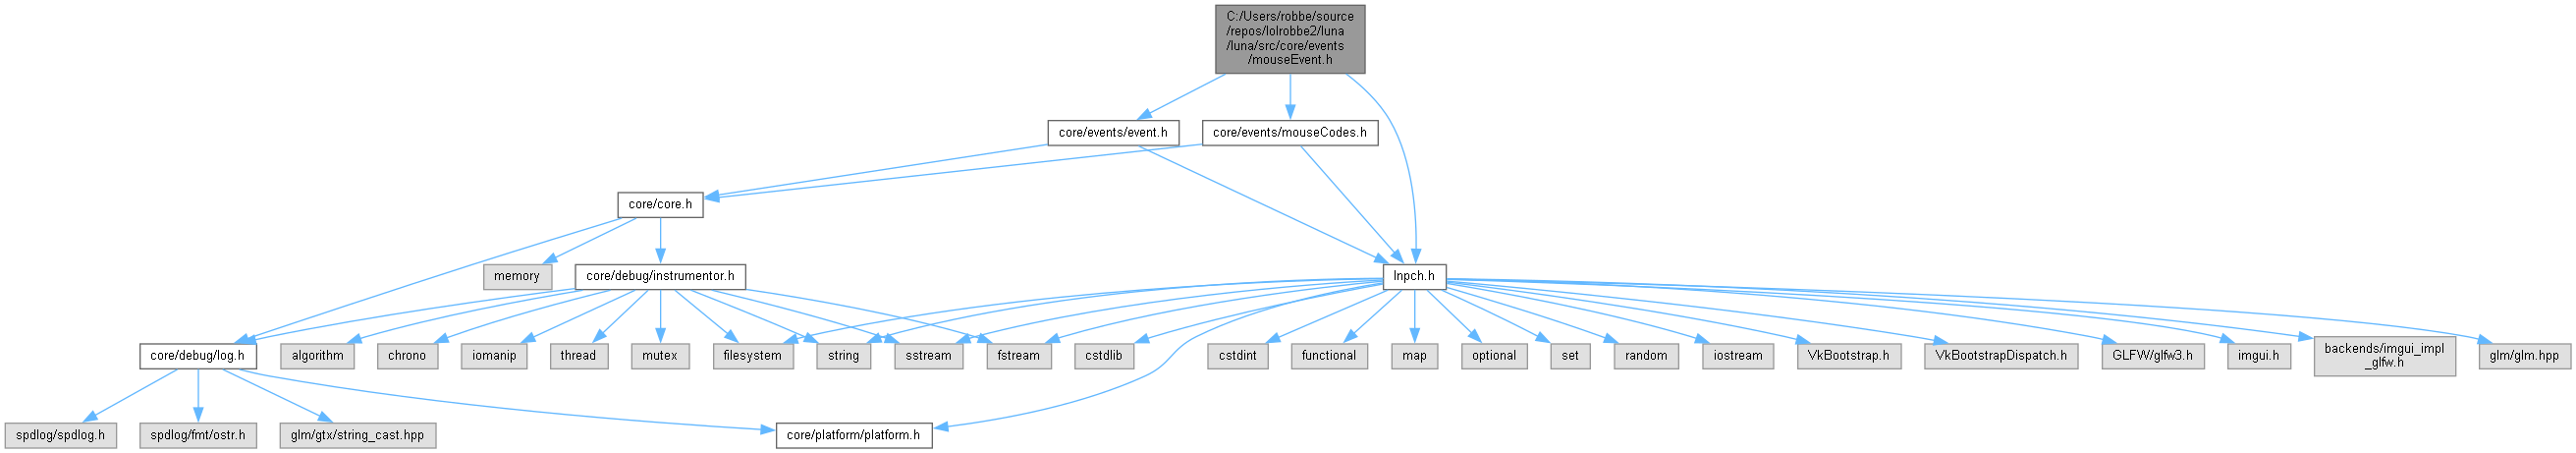 C:/Users/robbe/source
/repos/lolrobbe2/luna
/luna/src/core/events
/mouseEvent.h
core/events/event.h
core/events/mouseCodes.h
core/core.h
memory
core/debug/instrumentor.h
lnpch.h
core/debug/log.h
algorithm
chrono
iomanip
thread
mutex
filesystem
string
sstream
fstream
cstdlib
cstdint
functional
map
optional
set
random
iostream
VkBootstrap.h
VkBootstrapDispatch.h
GLFW/glfw3.h
imgui.h
backends/imgui_impl
_glfw.h
glm/glm.hpp
spdlog/spdlog.h
spdlog/fmt/ostr.h
glm/gtx/string_cast.hpp
core/platform/platform.h